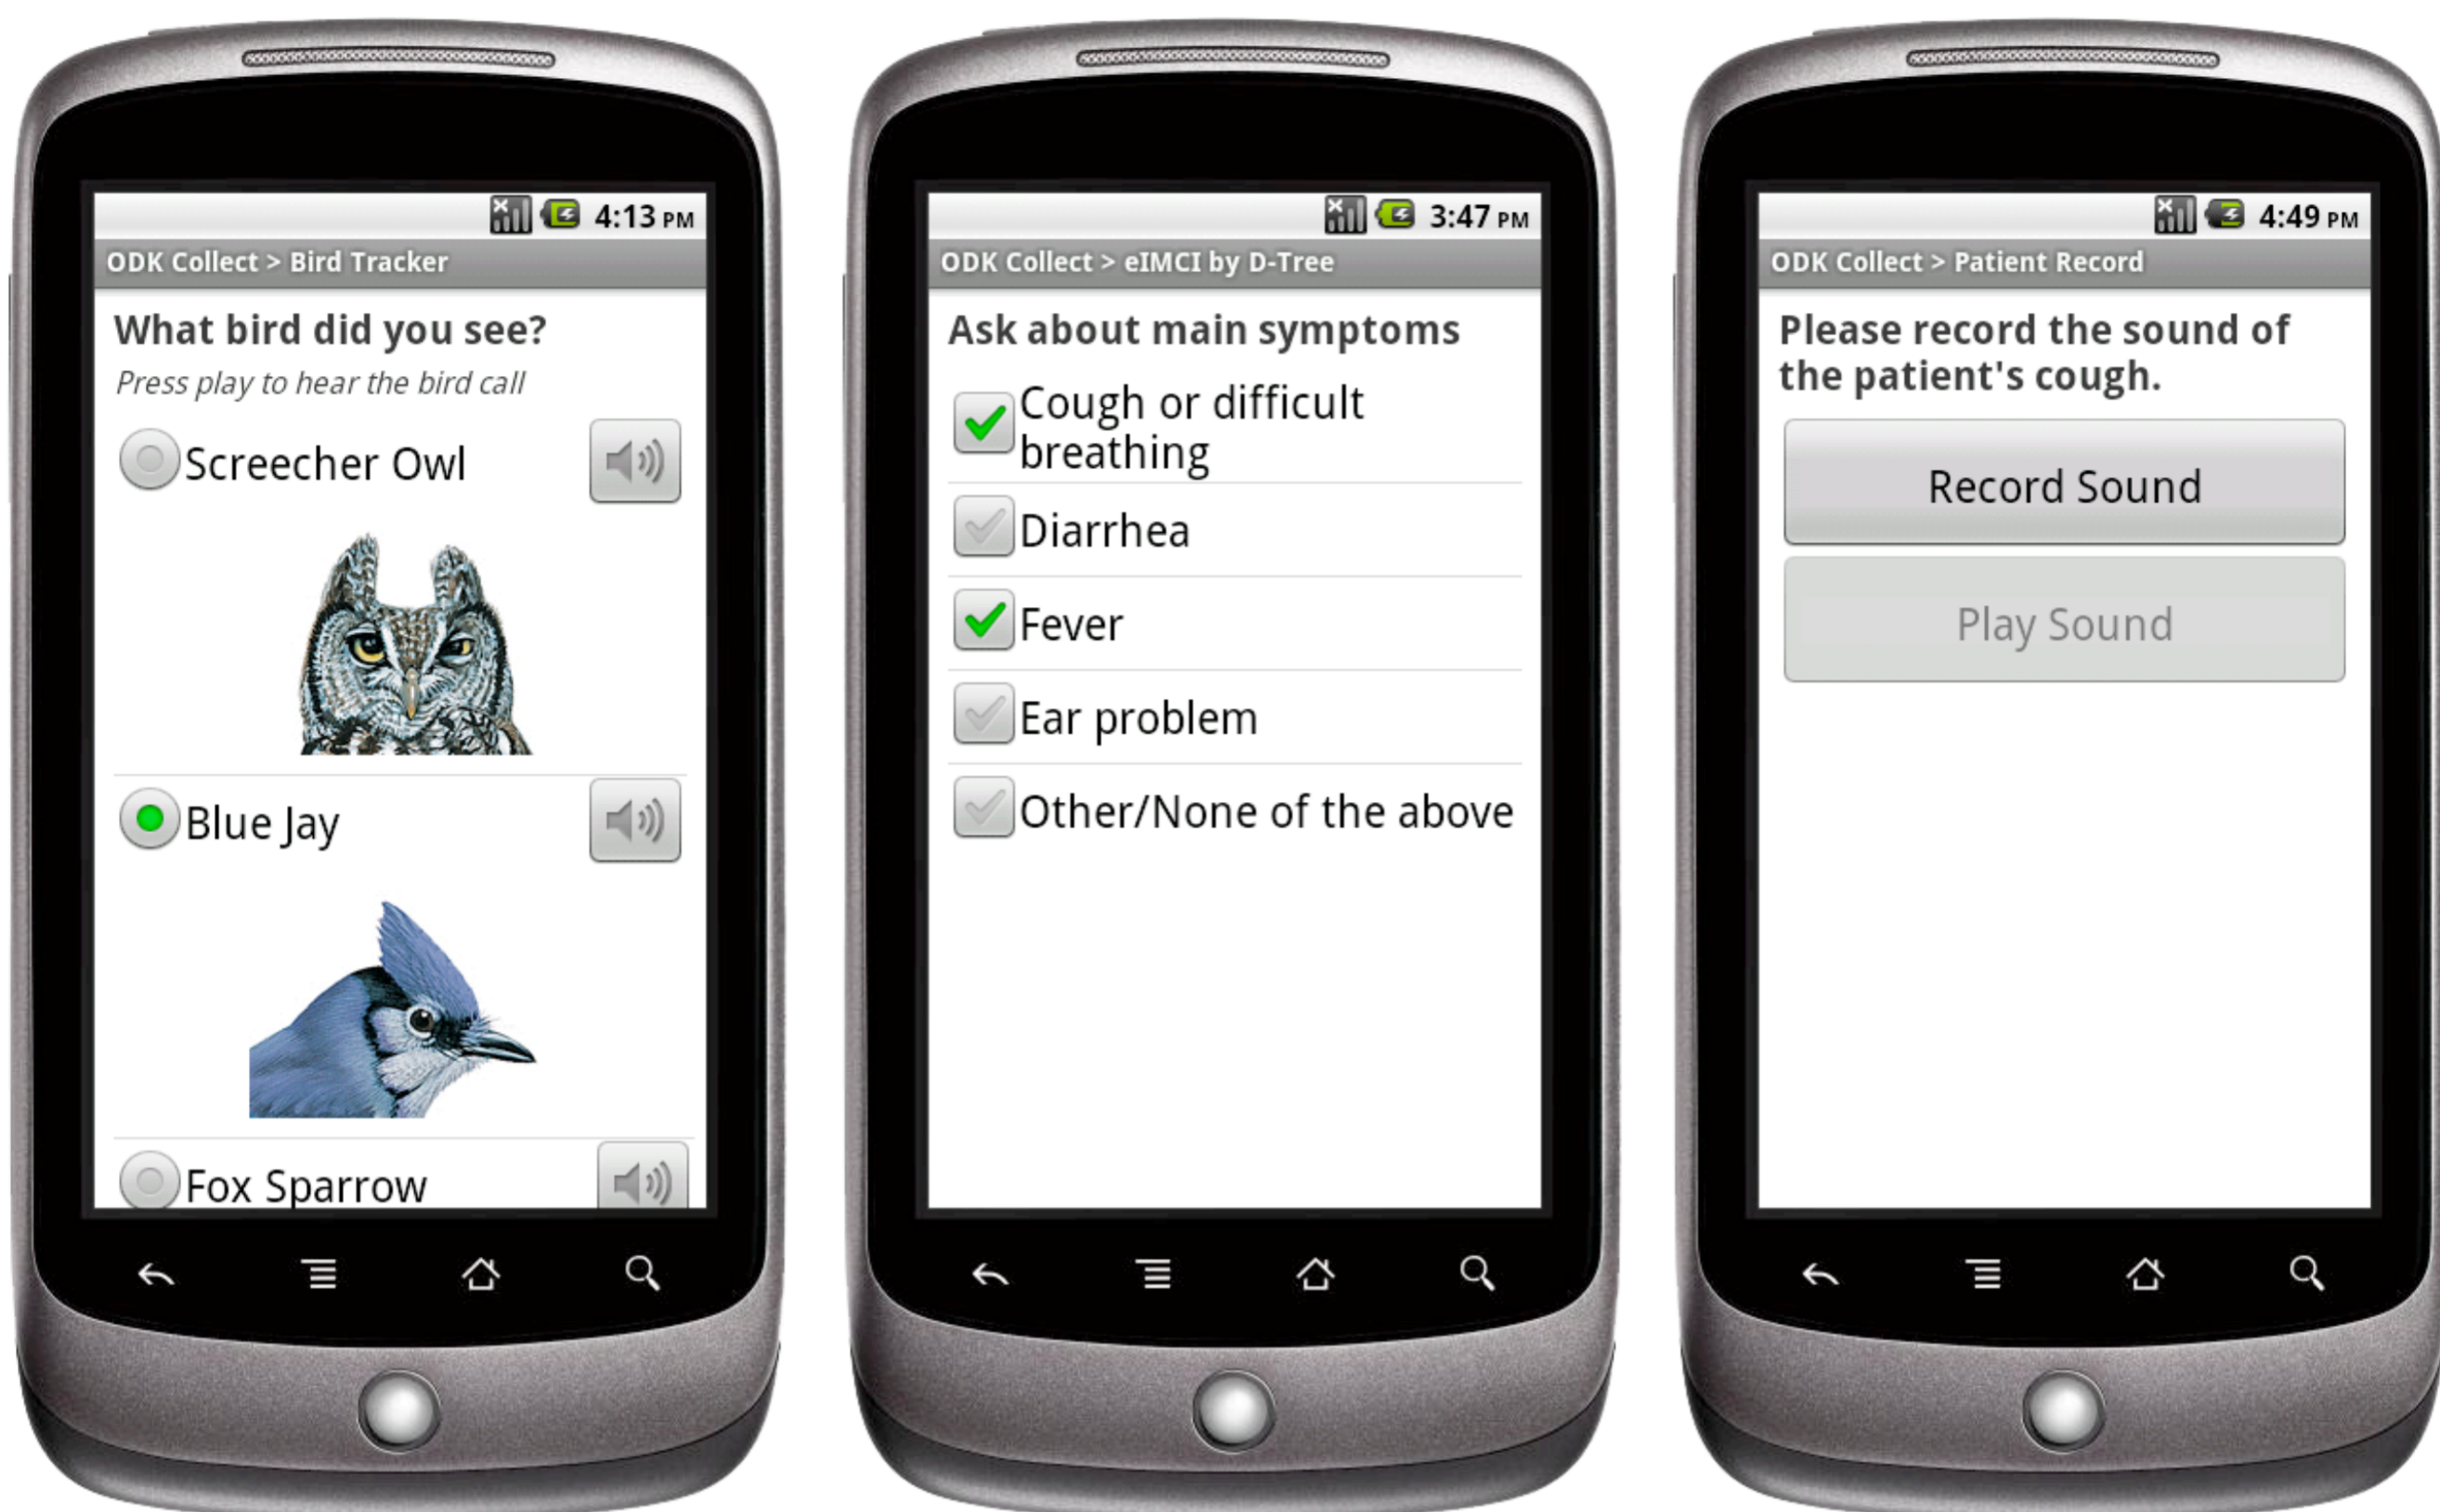 4:13 PM
ODK Collect > Bird Tracker
What bird did you see?
Press play to hear the bird call
Screecher Owl
Blue Jay
Fox Sparrow
3:47 PM
ODK Collect > eIMCI by D-Tree
Ask about main symptoms
Cough or difficult
breathing
Diarrhea
Fever
Ear problem
Other/None of the above
4:49 PM
ODK Collect > Patient Record
Please record the sound of
the patient's cough.
Record Sound
Play Sound